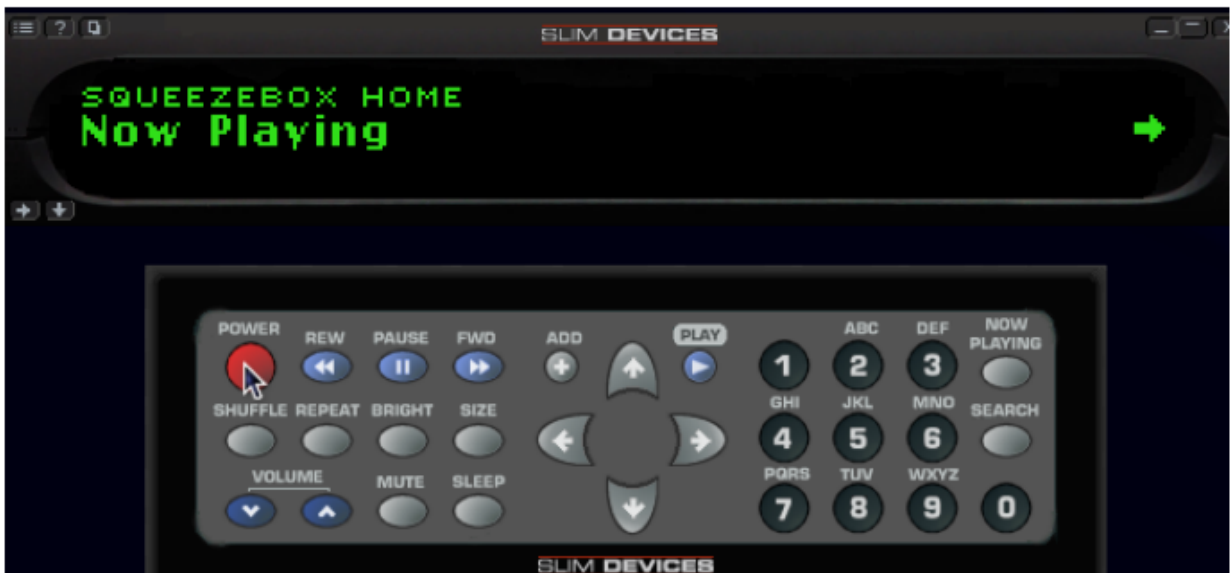 ?
SLIM DEVICES
SQUEEZEBOX HOME
Now Playing
POWER REW PAUSE FWD ADD PLAY ABC DEF NOW PLAYING
1 2 3
SHUFFLE REPEAT BRIGHT SIZE GHI JKL MNO SEARCH
4 5 6
VOLUME MUTE SLEEP PQRS TUV WXYZ
7 8 9 0
SLIM DEVICES